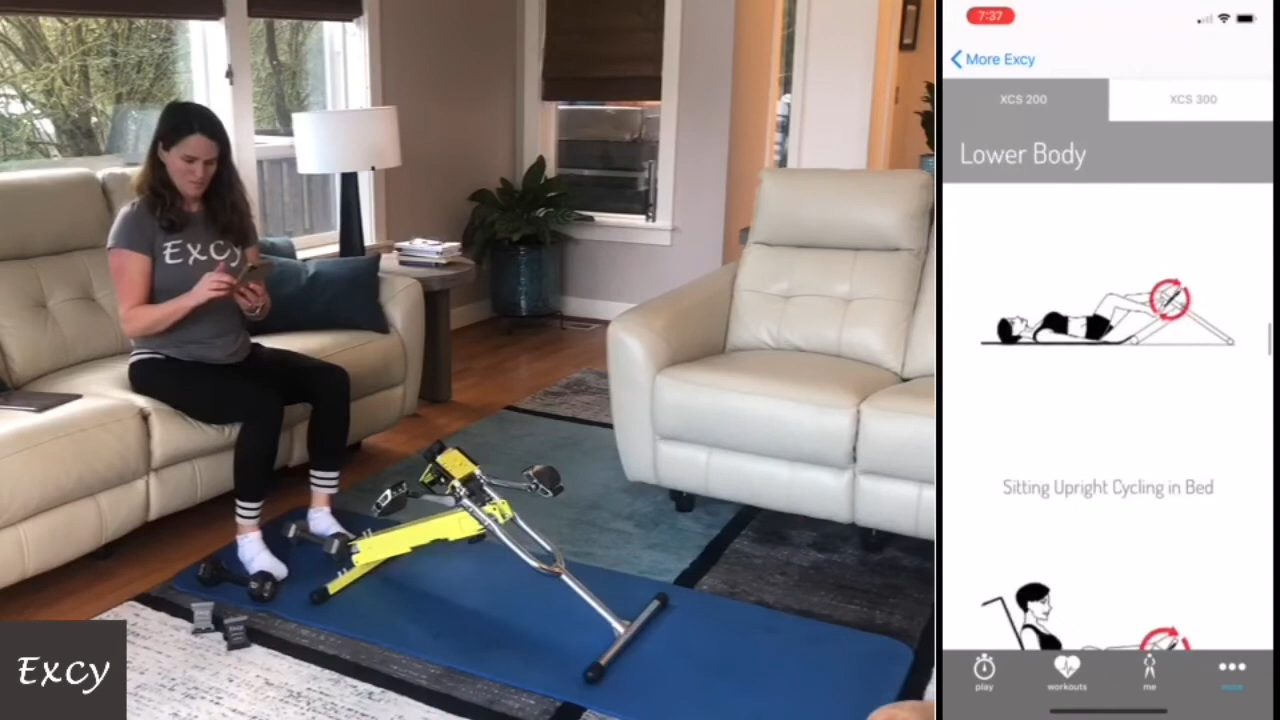 Excy
Excy
7:37
More Excy
XCS 200
XCS 300
Lower Body
Sitting Upright Cycling in Bed
play
workouts
me